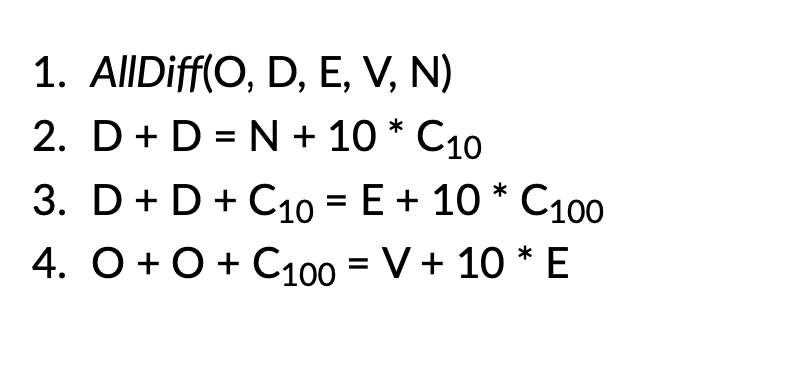 1. AllDiff(O, D, E, V, N)
2. D + D = N + 10 * C₁₀
3. D + D + C₁₀ = E + 10 * C₁₀₀
4. O + O + C₁₀₀ = V + 10 * E